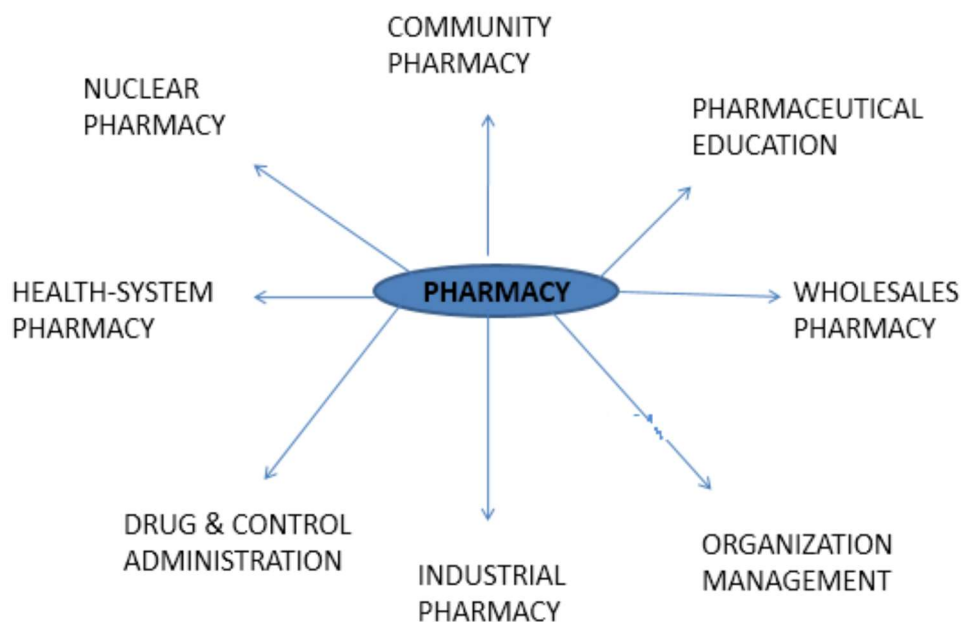 COMMUNITY
PHARMACY
NUCLEAR
PHARMACY
PHARMACEUTICAL
EDUCATION
HEALTH-SYSTEM
PHARMACY
PHARMACY
WHOLESALES
PHARMACY
DRUG & CONTROL
ADMINISTRATION
INDUSTRIAL
PHARMACY
ORGANIZATION
MANAGEMENT